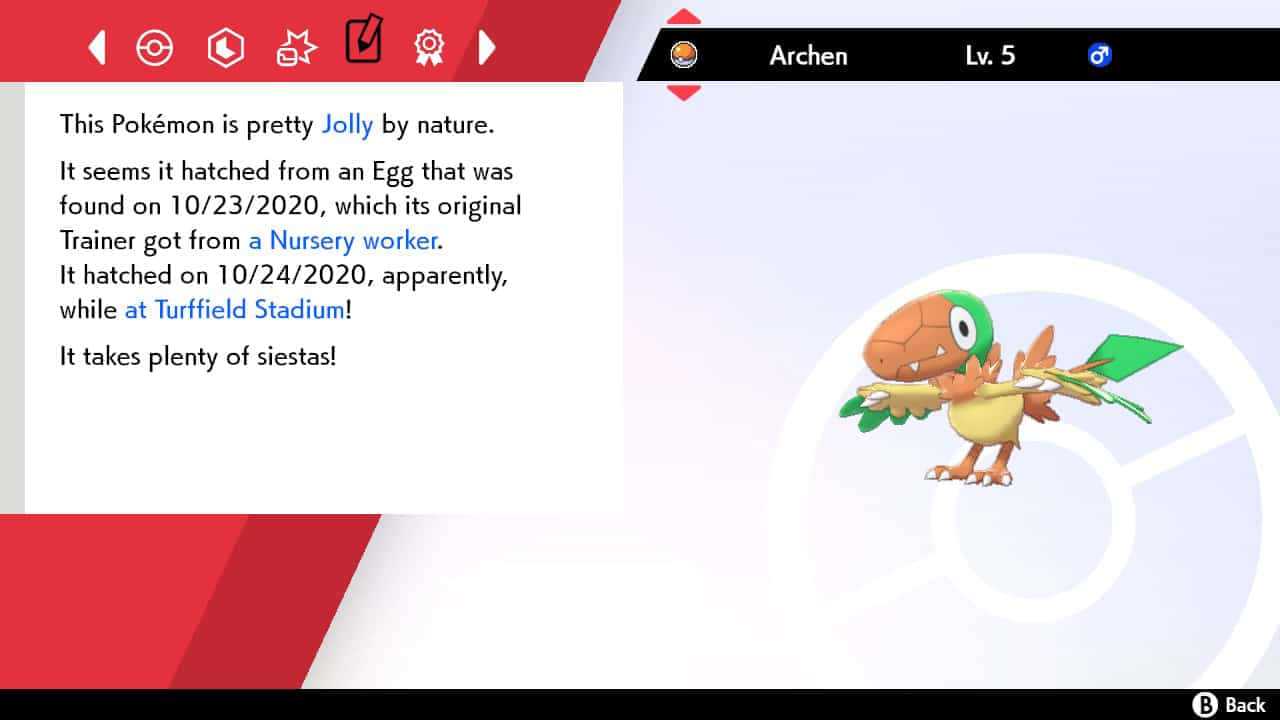 Archen Lv. 5 ♂
This Pokémon is pretty Jolly by nature.
It seems it hatched from an Egg that was
found on 10/23/2020, which its original
Trainer got from a Nursery worker.
It hatched on 10/24/2020, apparently,
while at Turffield Stadium!
It takes plenty of siestas!
B Back